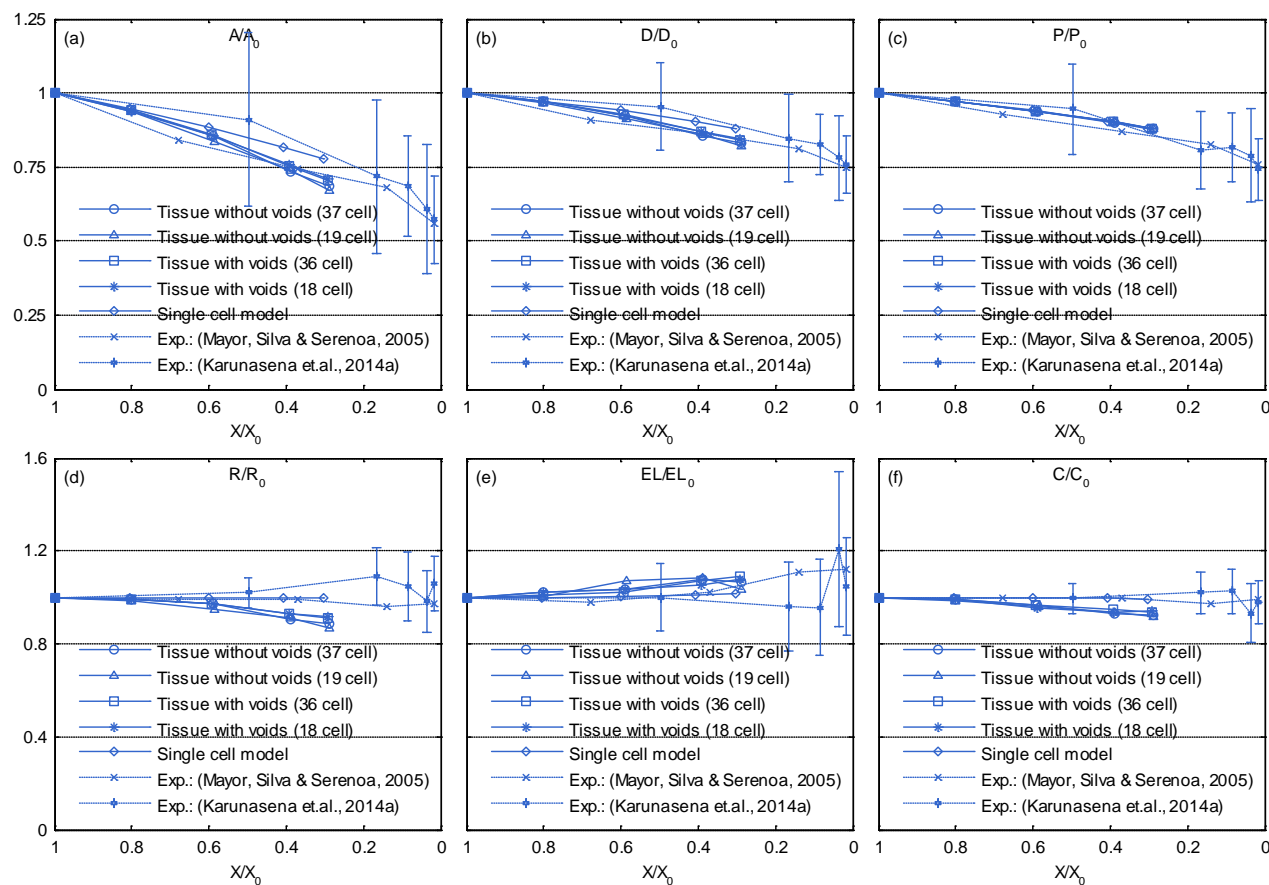 (a) A/A0
(b) D/D0
(c) P/P0
1.25
1
0.75
0.5
0.25
0
Tissue without voids (37 cell)
Tissue without voids (19 cell)
Tissue with voids (36 cell)
Tissue with voids (18 cell)
Single cell model
Exp.: (Mayor, Silva & Serenoa, 2005)
Exp.: (Karunasena et.al., 2014a)
Tissue without voids (37 cell)
Tissue without voids (19 cell)
Tissue with voids (36 cell)
Tissue with voids (18 cell)
Single cell model
Exp.: (Mayor, Silva & Serenoa, 2005)
Exp.: (Karunasena et.al., 2014a)
Tissue without voids (37 cell)
Tissue without voids (19 cell)
Tissue with voids (36 cell)
Tissue with voids (18 cell)
Single cell model
Exp.: (Mayor, Silva & Serenoa, 2005)
Exp.: (Karunasena et.al., 2014a)
1 0.8 0.6 0.4 0.2 0
1 0.8 0.6 0.4 0.2 0
1 0.8 0.6 0.4 0.2 0
X/X0
X/X0
X/X0
(d) R/R0
(e) EL/EL0
(f) C/C0
1.6
1.2
0.8
0.4
0
Tissue without voids (37 cell)
Tissue without voids (19 cell)
Tissue with voids (36 cell)
Tissue with voids (18 cell)
Single cell model
Exp.: (Mayor, Silva & Serenoa, 2005)
Exp.: (Karunasena et.al., 2014a)
Tissue without voids (37 cell)
Tissue without voids (19 cell)
Tissue with voids (36 cell)
Tissue with voids (18 cell)
Single cell model
Exp.: (Mayor, Silva & Serenoa, 2005)
Exp.: (Karunasena et.al., 2014a)
Tissue without voids (37 cell)
Tissue without voids (19 cell)
Tissue with voids (36 cell)
Tissue with voids (18 cell)
Single cell model
Exp.: (Mayor, Silva & Serenoa, 2005)
Exp.: (Karunasena et.al., 2014a)
1 0.8 0.6 0.4 0.2 0
1 0.8 0.6 0.4 0.2 0
1 0.8 0.6 0.4 0.2 0
X/X0
X/X0
X/X0